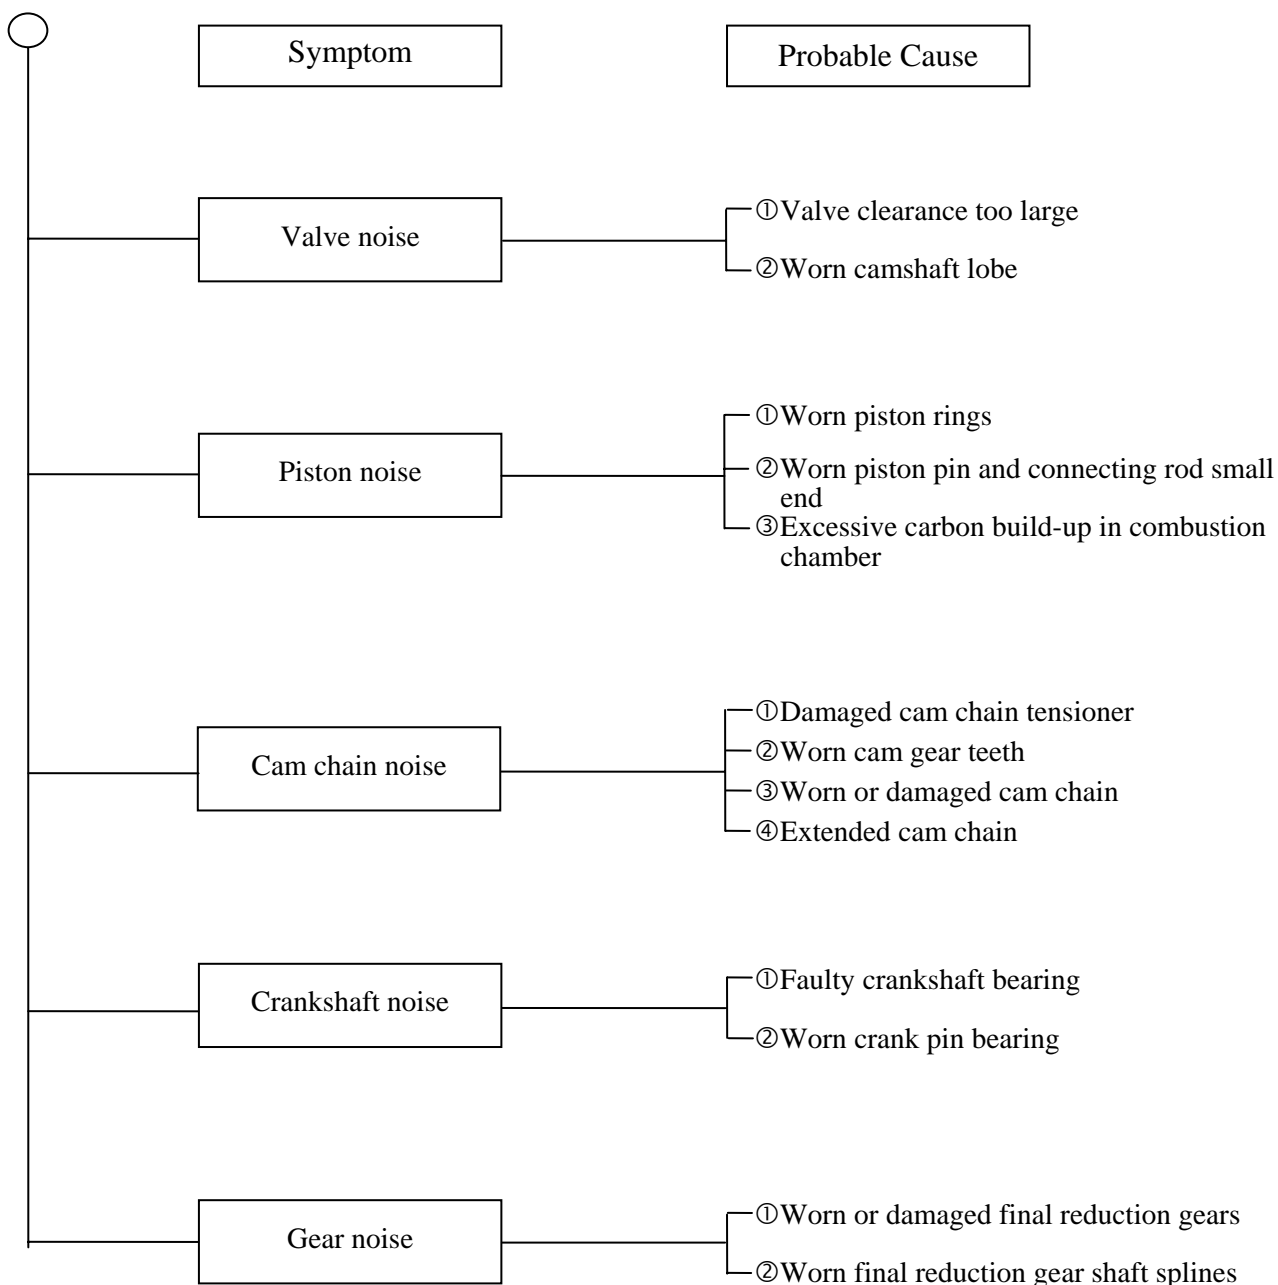 Symptom
Probable Cause
Valve noise
①Valve clearance too large
②Worn camshaft lobe
Piston noise
①Worn piston rings
②Worn piston pin and connecting rod small
end
③Excessive carbon build-up in combustion
chamber
Cam chain noise
①Damaged cam chain tensioner
②Worn cam gear teeth
③Worn or damaged cam chain
④Extended cam chain
Crankshaft noise
①Faulty crankshaft bearing
②Worn crank pin bearing
Gear noise
①Worn or damaged final reduction gears
②Worn final reduction gear shaft splines